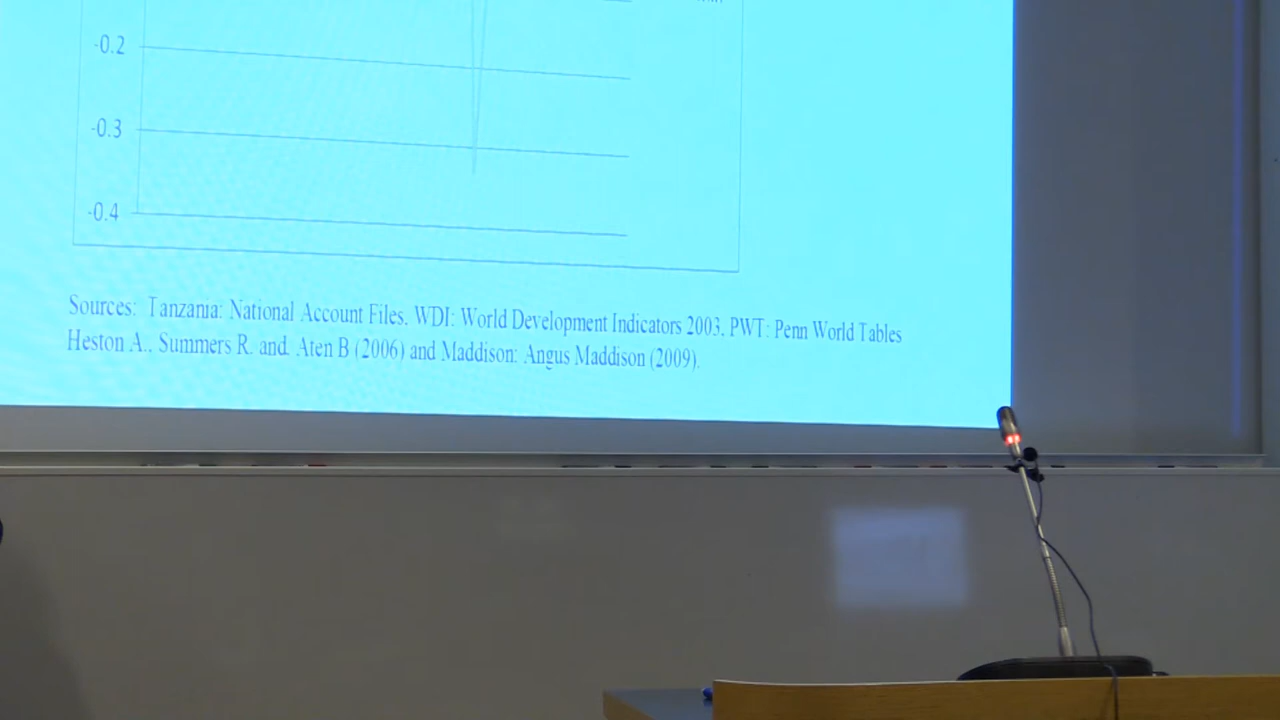 -0.2
-0.3
-0.4
Sources: Tanzania: National Account Files. WDI: World Development Indicators 2003. PWT: Penn World Tables
Heston A.. Summers R. and. Aten B (2006) and Maddison: Angus Maddison (2009).